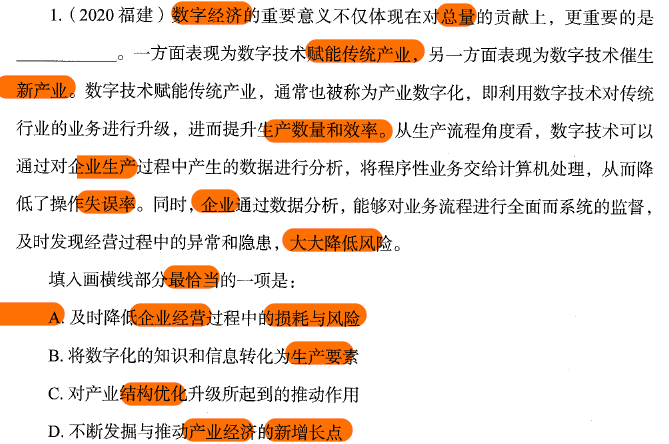 1.（2020福建）数字经济的重要意义不仅体现在对总量的贡献上，更重要的是
____________。一方面表现为数字技术赋能传统产业，另一方面表现为数字技术催生
新产业。数字技术赋能传统产业，通常也被称为产业数字化，即利用数字技术对传统
行业的业务进行升级，进而提升生产数量和效率。从生产流程角度看，数字技术可以
通过对企业生产过程中产生的数据进行分析，将程序性业务交给计算机处理，从而降
低了操作失误率。同时，企业通过数据分析，能够对业务流程进行全面而系统的监督，
及时发现经营过程中的异常和隐患，大大降低风险。
填入画横线部分最恰当的一项是：
A. 及时降低企业经营过程中的损耗与风险
B. 将数字化的知识和信息转化为生产要素
C. 对产业结构优化升级所起到的推动作用
D. 不断发掘与推动产业经济的新增长点